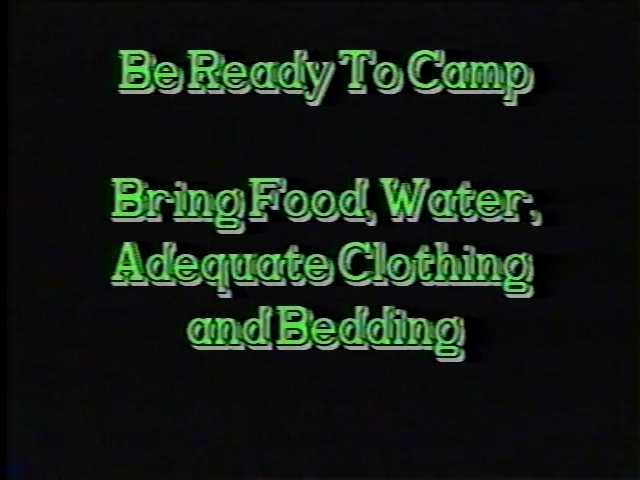 Be Ready To Camp
Bring Food, Water,
Adequate Clothing
and Bedding